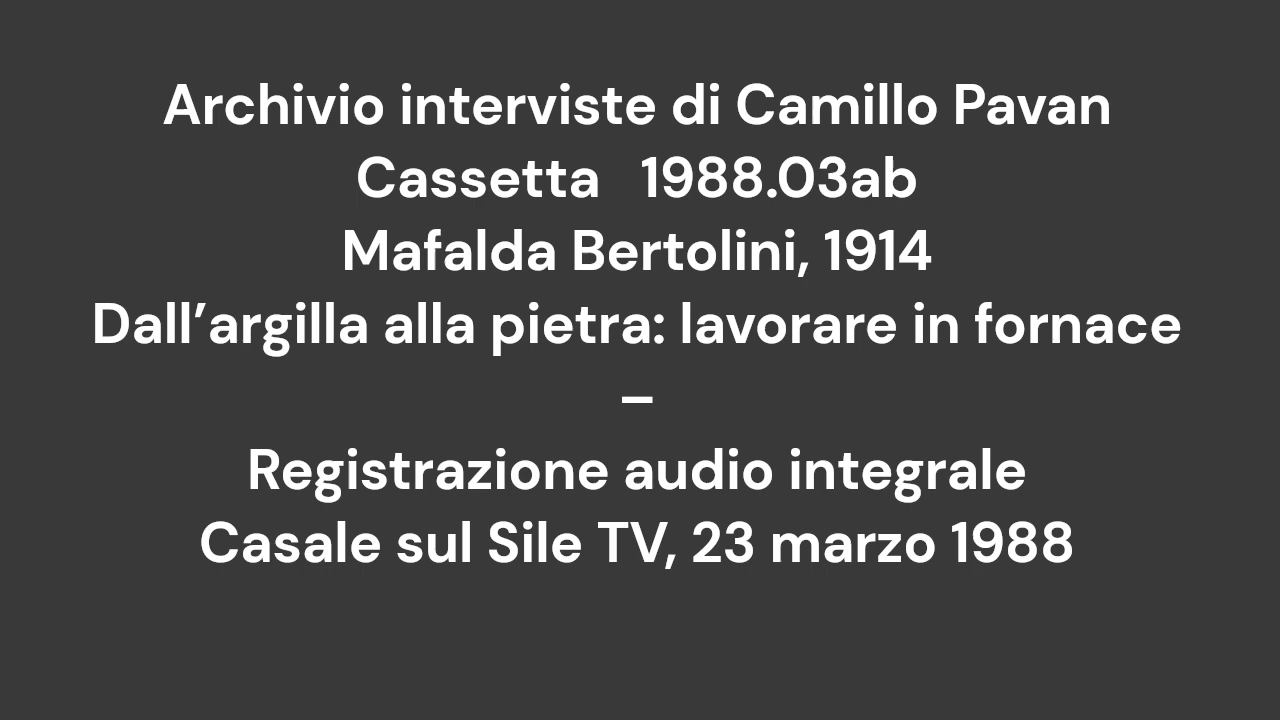 Archivio interviste di Camillo Pavan
Cassetta   1988.03ab
Mafalda Bertolini, 1914
Dall’argilla alla pietra: lavorare in fornace
–
Registrazione audio integrale
Casale sul Sile TV, 23 marzo 1988